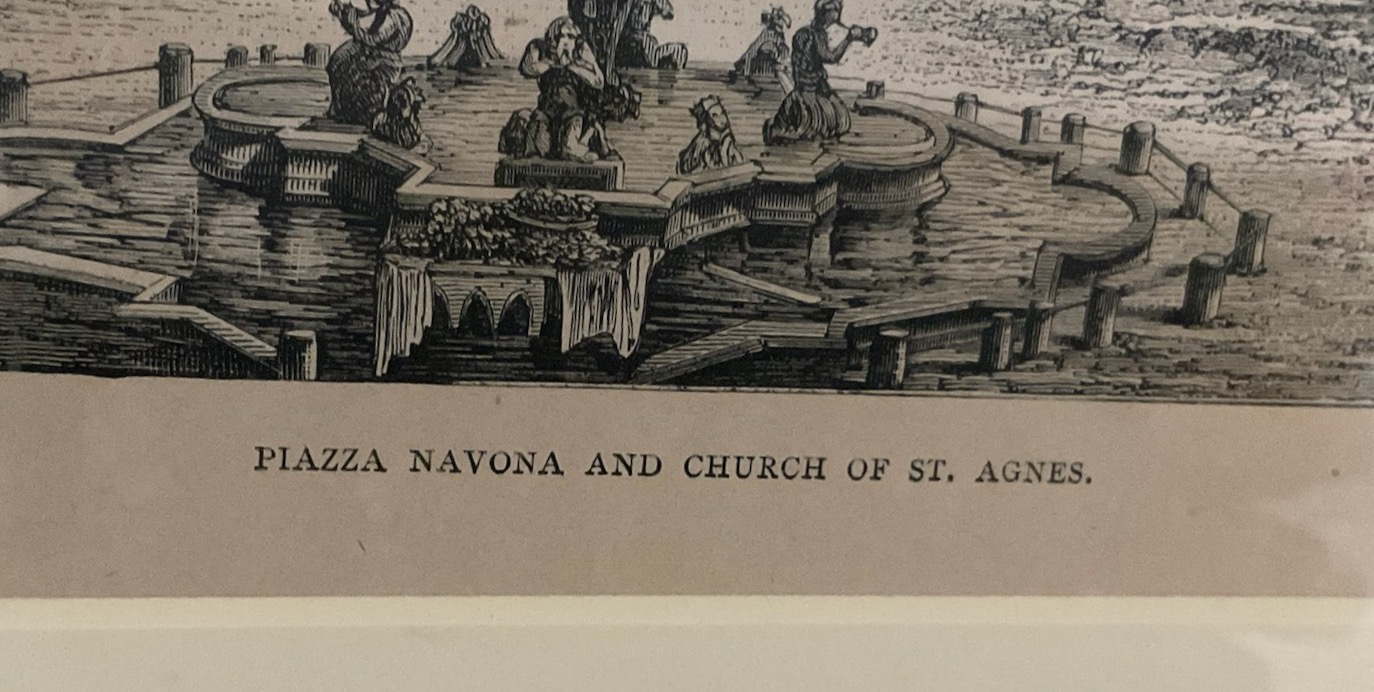 PIAZZA NAVONA AND CHURCH OF ST. AGNES.